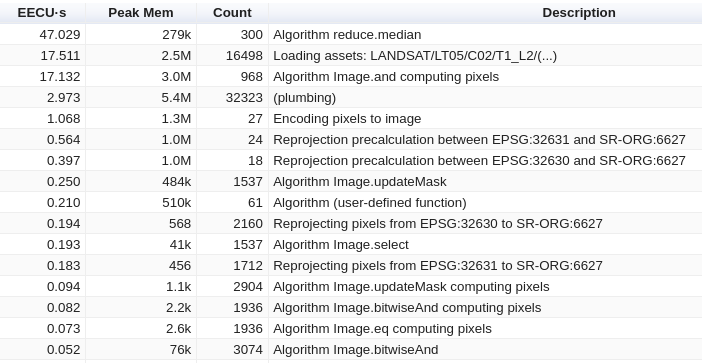 EECU·s Peak Mem Count Description
47.029 279k 300 Algorithm reduce.median
17.511 2.5M 16498 Loading assets: LANDSAT/LT05/C02/T1_L2/(...)
17.132 3.0M 968 Algorithm Image.and computing pixels
2.973 5.4M 32323 (plumbing)
1.068 1.3M 27 Encoding pixels to image
0.564 1.0M 24 Reprojection precalculation between EPSG:32631 and SR-ORG:6627
0.397 1.0M 18 Reprojection precalculation between EPSG:32630 and SR-ORG:6627
0.250 484k 1537 Algorithm Image.updateMask
0.210 510k 61 Algorithm (user-defined function)
0.194 568 2160 Reprojecting pixels from EPSG:32630 to SR-ORG:6627
0.193 41k 1537 Algorithm Image.select
0.183 456 1712 Reprojecting pixels from EPSG:32631 to SR-ORG:6627
0.094 1.1k 2904 Algorithm Image.updateMask computing pixels
0.082 2.2k 1936 Algorithm Image.bitwiseAnd computing pixels
0.073 2.6k 1936 Algorithm Image.eq computing pixels
0.052 76k 3074 Algorithm Image.bitwiseAnd